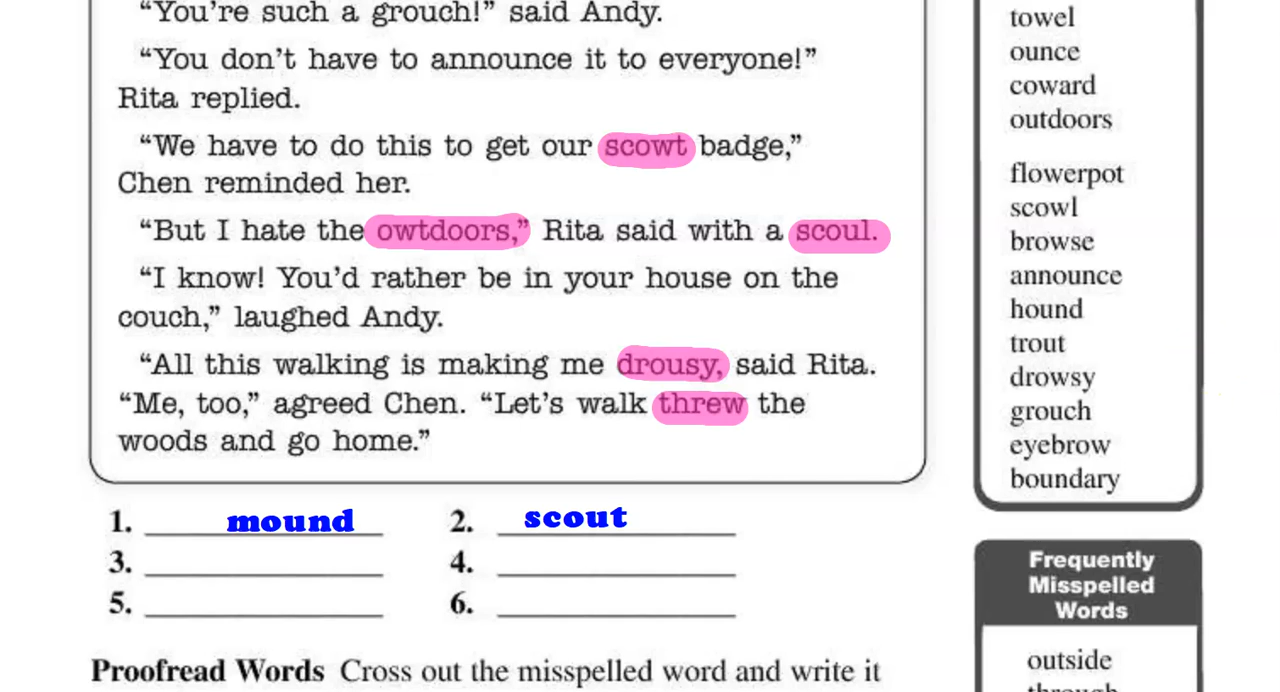 “You’re such a grouch!” said Andy.
“You don’t have to announce it to everyone!”
Rita replied.
“We have to do this to get our scowt badge,”
Chen reminded her.
“But I hate the owtdoors,” Rita said with a scoul.
“I know! You’d rather be in your house on the
couch,” laughed Andy.
“All this walking is making me drousy, said Rita.
“Me, too,” agreed Chen. “Let’s walk threw the
woods and go home.”
1. mound 2. scout
3. 4.
5. 6.
Proofread Words Cross out the misspelled word and write it
towel
ounce
coward
outdoors
flowerpot
scowl
browse
announce
hound
trout
drowsy
grouch
eyebrow
boundary
Frequently
Misspelled
Words
outside
through